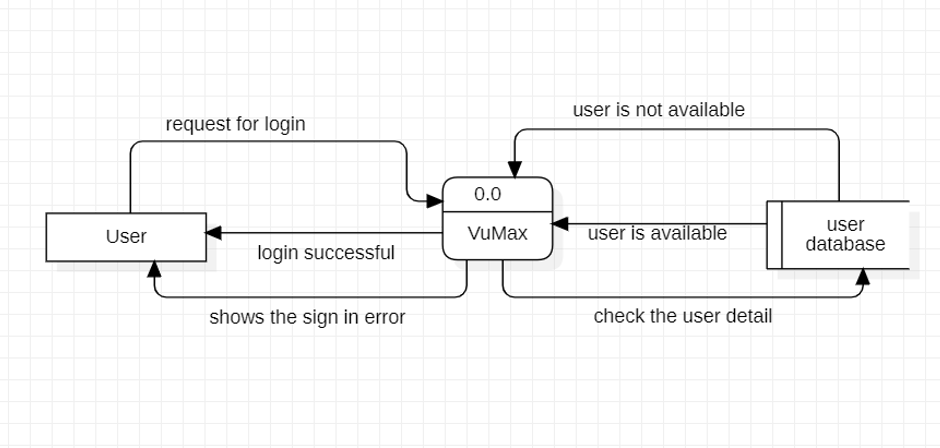 request for login
user is not available
0.0
User
VuMax
user
database
login successful
user is available
shows the sign in error
check the user detail